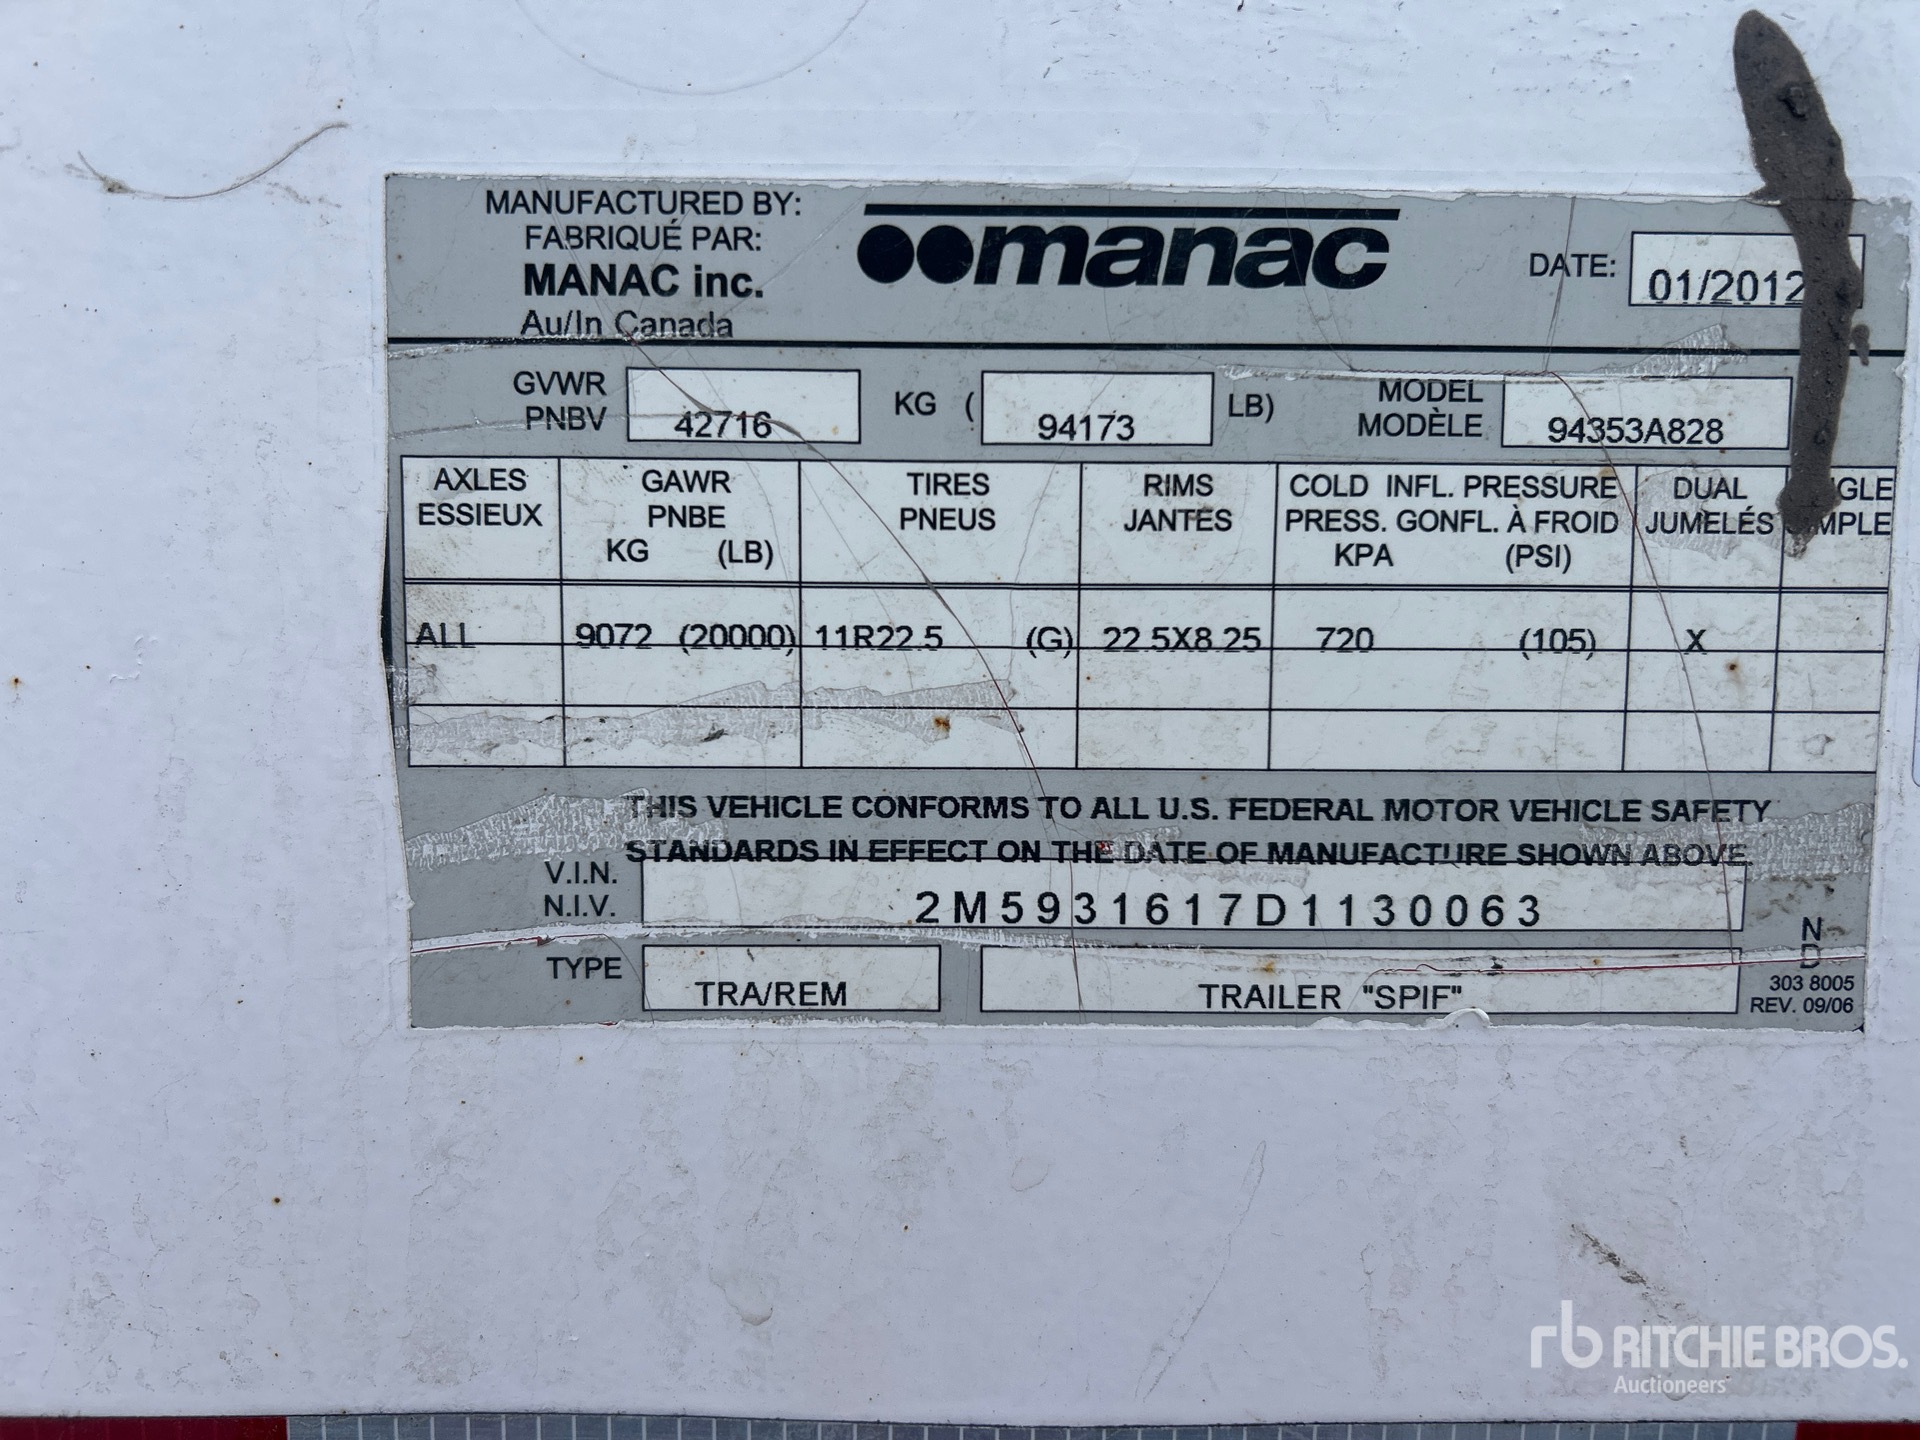 MANUFACTURED BY:
FABRIQUÉ PAR:
MANAC inc.
Au/In Canada
manac
DATE: 01/2012
GVWR
PNBV 42716 KG ( 94173 LB)
MODEL
MODÈLE 94353A828
AXLES GAWR TIRES RIMS COLD INFL. PRESSURE DUAL
ESSIEUX PNBE PNEUS JANTES PRESS. GONFL. À FROID JUMELÉS
KG (LB) KPA (PSI)
ALL 9072 (20000) 11R22.5 (G) 22.5X8.25 720 (105) X
THIS VEHICLE CONFORMS TO ALL U.S. FEDERAL MOTOR VEHICLE SAFETY
STANDARDS IN EFFECT ON THE DATE OF MANUFACTURE SHOWN ABOVE.
V.I.N.
N.I.V. 2M5931617D1130063
TYPE TRA/REM TRAILER "SPIF"
N
D
303 8005
REV. 09/06
rb RITCHIE BROS.
Auctioneers